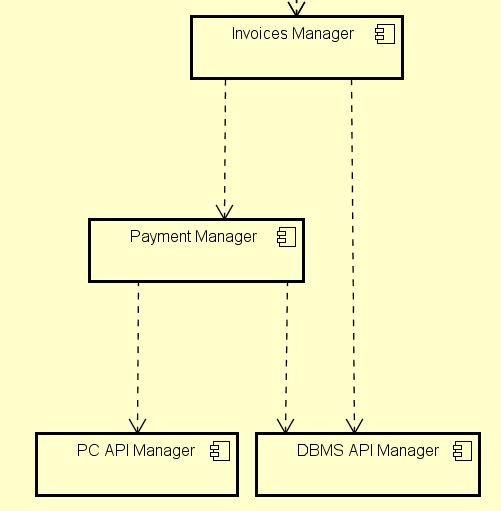 Invoices Manager
Payment Manager
PC API Manager
DBMS API Manager